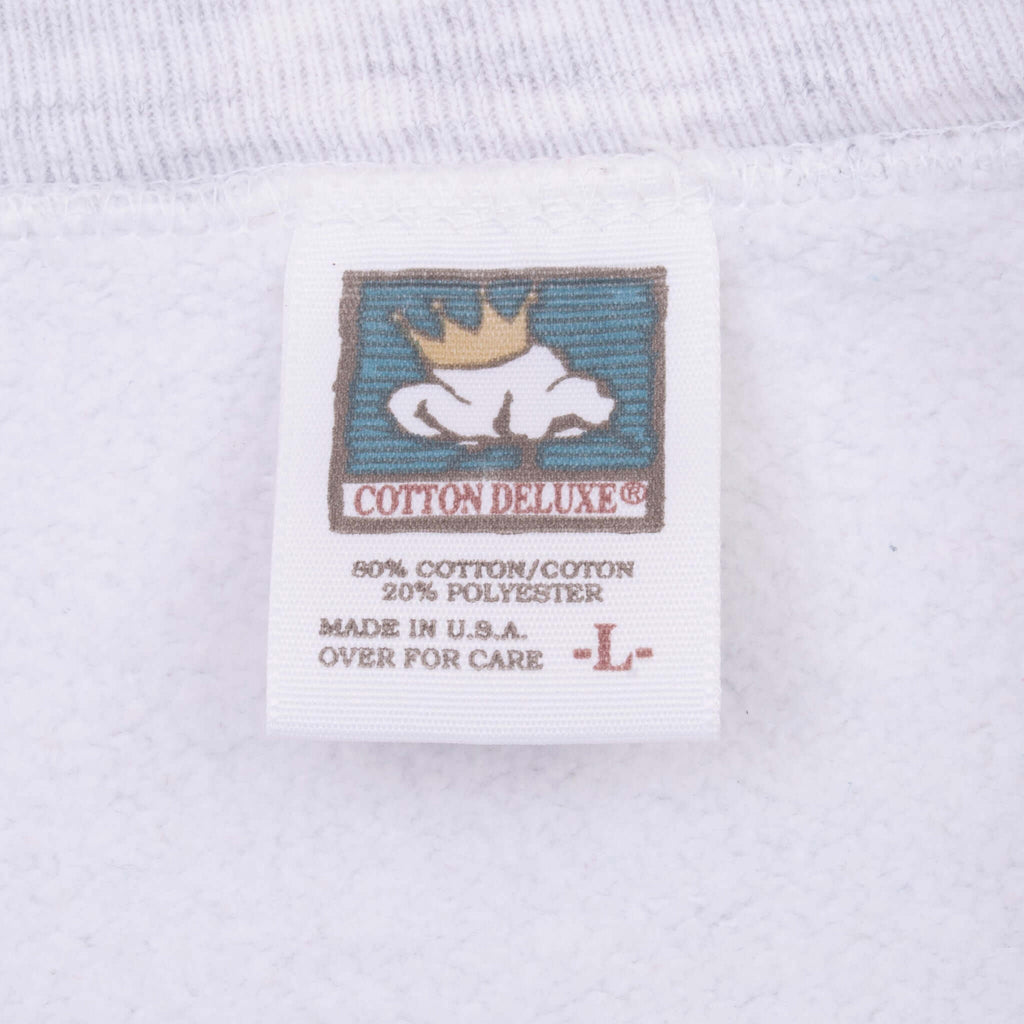 COTTON DELUXE®
80% COTTON/COTON
20% POLYESTER
MADE IN U.S.A.
OVER FOR CARE -L-